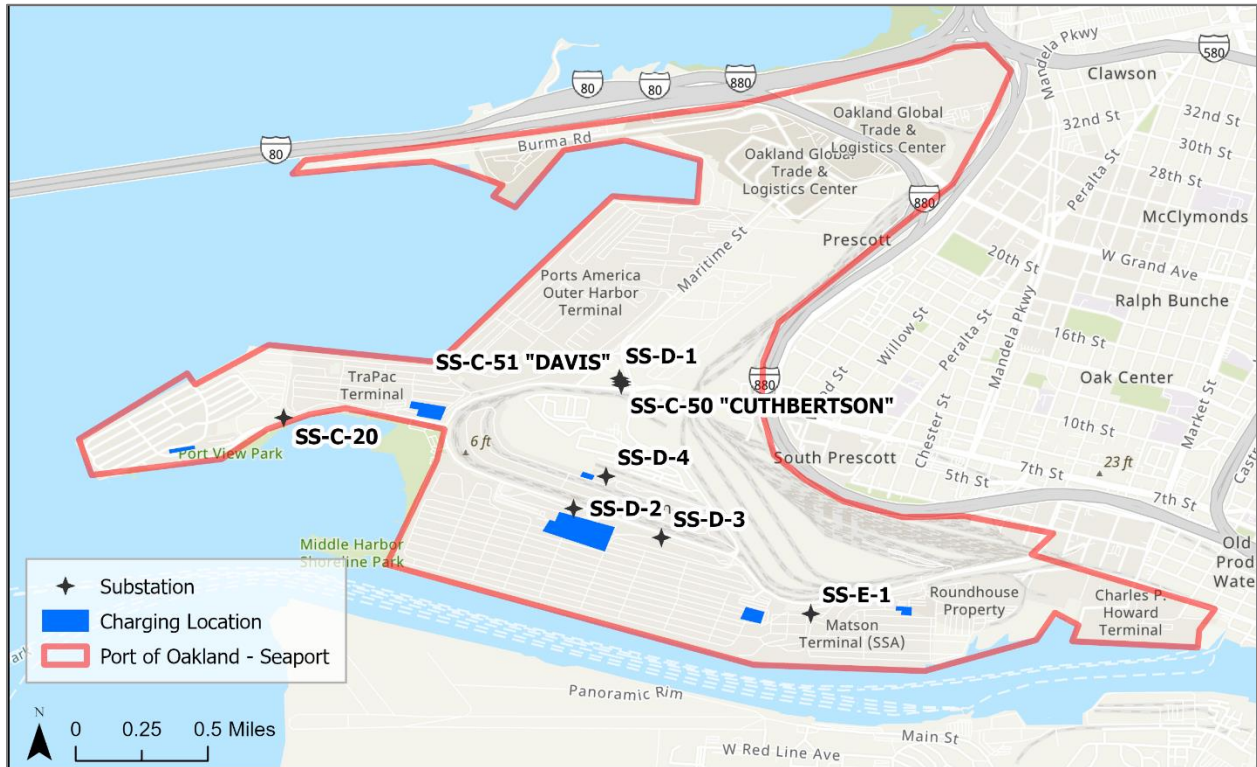 Mandela Pkwy
580
Clawson
80
80
880
32nd St
32nd St
30th St
Oakland Global
Trade &
Logistics Center
Burma Rd
80
Oakland Global
Trade &
Logistics Center
28th St
Peralta St
McClymonds
880
Maritime St
Prescott
20th St
W Grand Ave
Ports America
Outer Harbor
Terminal
Ralph Bunche
Willow St
Peralta St
Mandela Pkwy
16th St
SS-C-51 "DAVIS"
SS-D-1
880
Oak Center
TraPac
Terminal
SS-C-50 "CUTHBERTSON"
Chester St
10th St
Market St
SS-C-20
6 ft
Port View Park
South Prescott
23 ft
SS-D-4
5th St
7th St
7th St
SS-D-2
SS-D-3
Middle Harbor
Shoreline Park
Old
Prod
Wate
Substation
Charging Location
Port of Oakland - Seaport
SS-E-1
Matson
Terminal (SSA)
Roundhouse
Property
Charles P.
Howard
Terminal
Panoramic Rim
N
0 0.25 0.5 Miles
Main St
W Red Line Ave